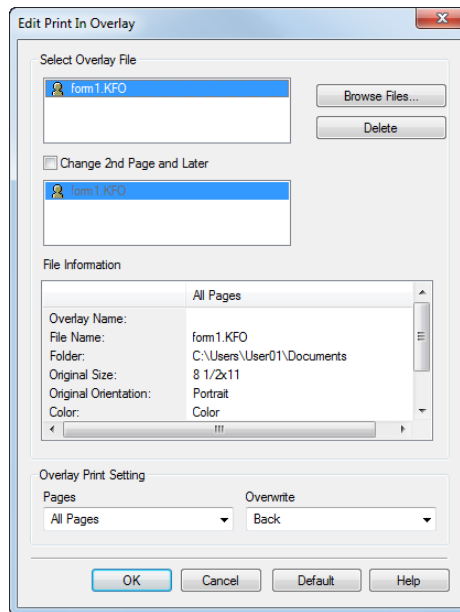 Edit Print In Overlay
Select Overlay File
form1.KFO
Browse Files...
Delete
Change 2nd Page and Later
form1.KFO
File Information
All Pages
Overlay Name:
File Name: form1.KFO
Folder: C:\Users\User01\Documents
Original Size: 8 1/2x11
Original Orientation: Portrait
Color: Color
Overlay Print Setting
Pages Overwrite
All Pages Back
OK Cancel Default Help